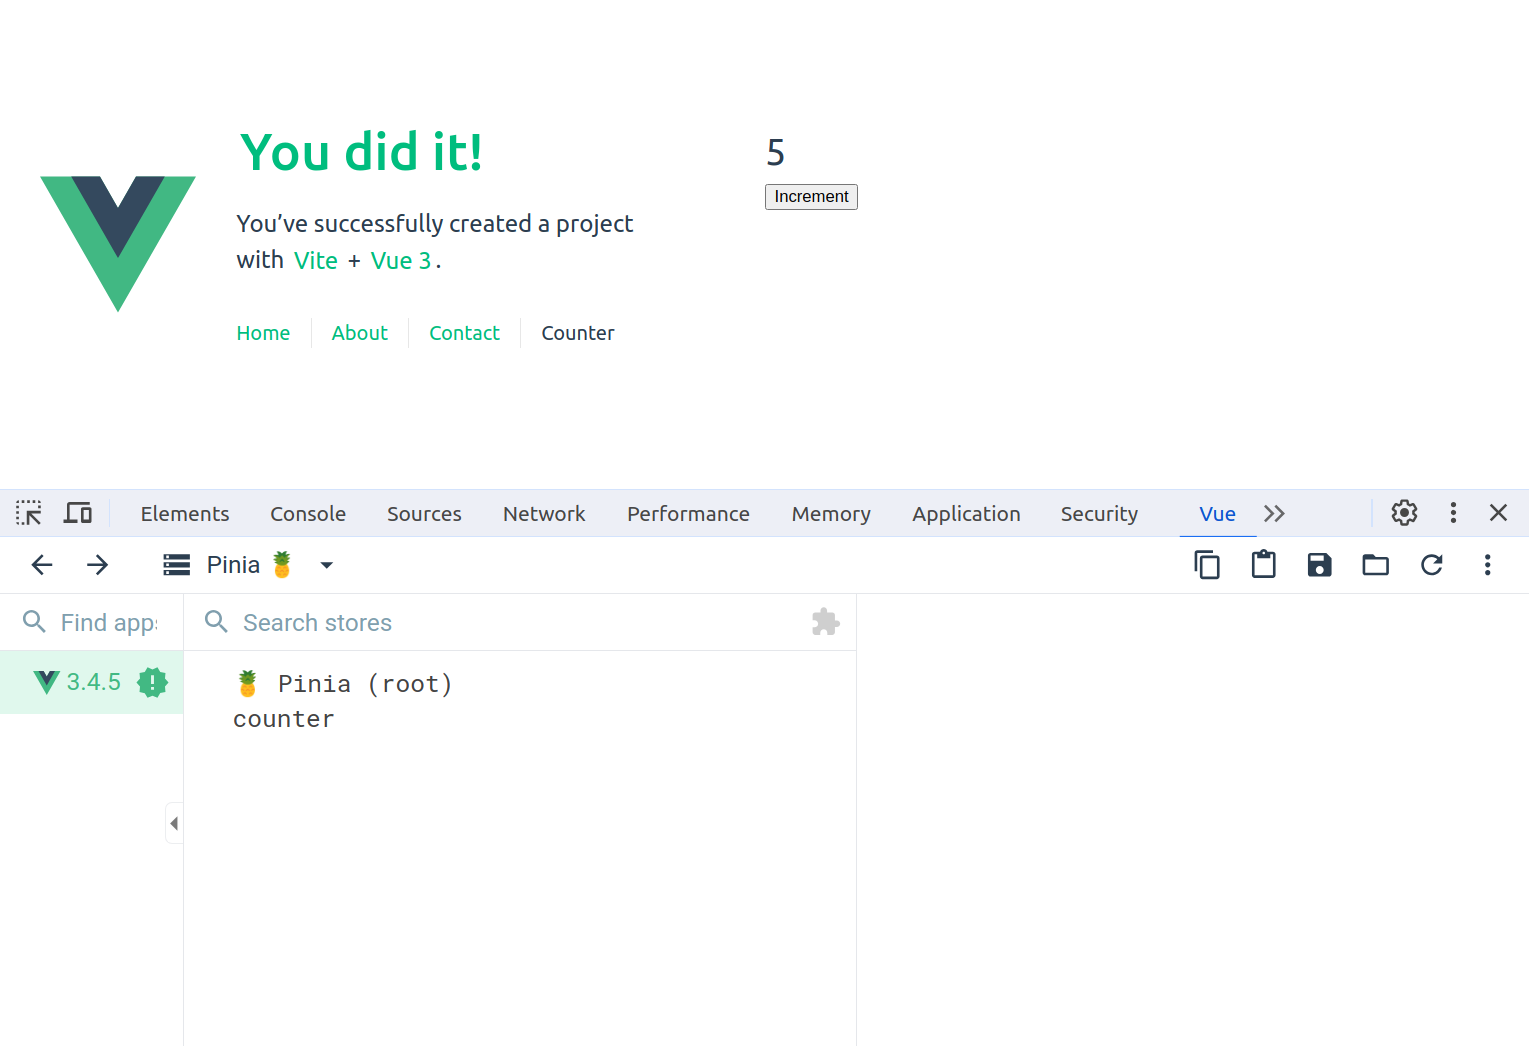 You did it!
You’ve successfully created a project
with Vite + Vue 3.
Home About Contact Counter
5
Increment
Elements Console Sources Network Performance Memory Application Security Vue
Pinia 🍍
Find apps
Search stores
3.4.5
🍍 Pinia (root)
counter